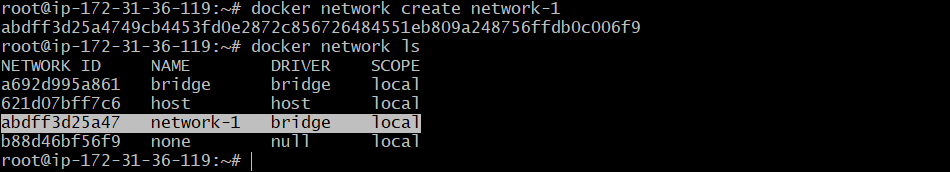 root@ip-172-31-36-119:~# docker network create network-1
abdff3d25a4749cb4453fd0e2872c856726484551eb809a248756ffdb0c006f9
root@ip-172-31-36-119:~# docker network ls
NETWORK ID     NAME        DRIVER    SCOPE
a692d995a861   bridge      bridge    local
621d07bff7c6   host        host      local
abdff3d25a47   network-1   bridge    local
b88d46bf56f9   none        null      local
root@ip-172-31-36-119:~#